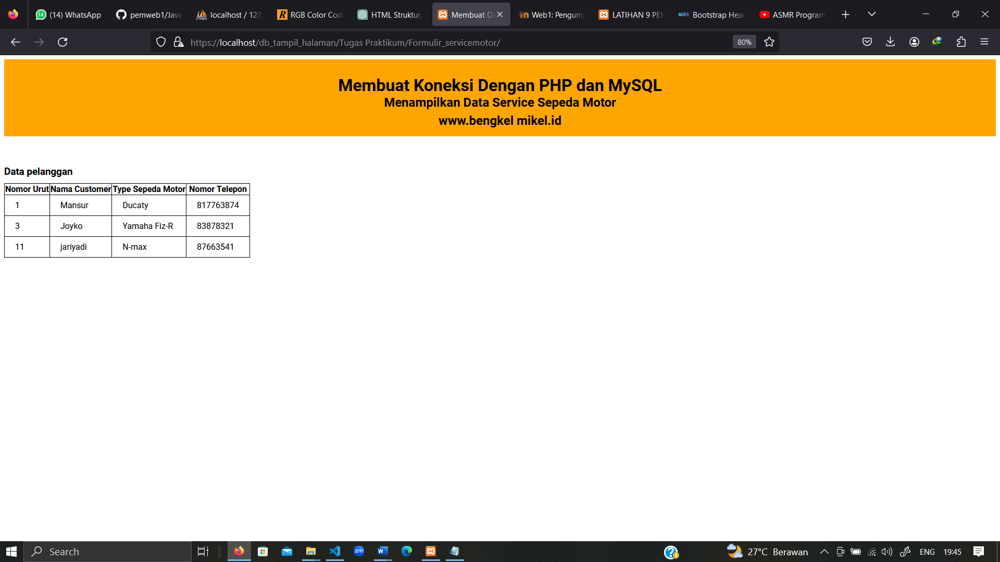 (14) WhatsApp
pemweb1/Java
localhost / 127.
RGB Color Code
HTML Struktur,
Membuat Da
Web1: Pengump
LATIHAN 9 PEM
Bootstrap Head
ASMR Program
https://localhost/db_tampil_halaman/Tugas Praktikum/Formulir_servicemotor/
80%
Membuat Koneksi Dengan PHP dan MySQL
Menampilkan Data Service Sepeda Motor
www.bengkel mikel.id
Data pelanggan
Nomor Urut Nama Customer Type Sepeda Motor Nomor Telepon
1 Mansur Ducaty 817763874
3 Joyko Yamaha Fiz-R 83878321
11 jariyadi N-max 87663541
Search
27°C Berawan
ENG
19:45